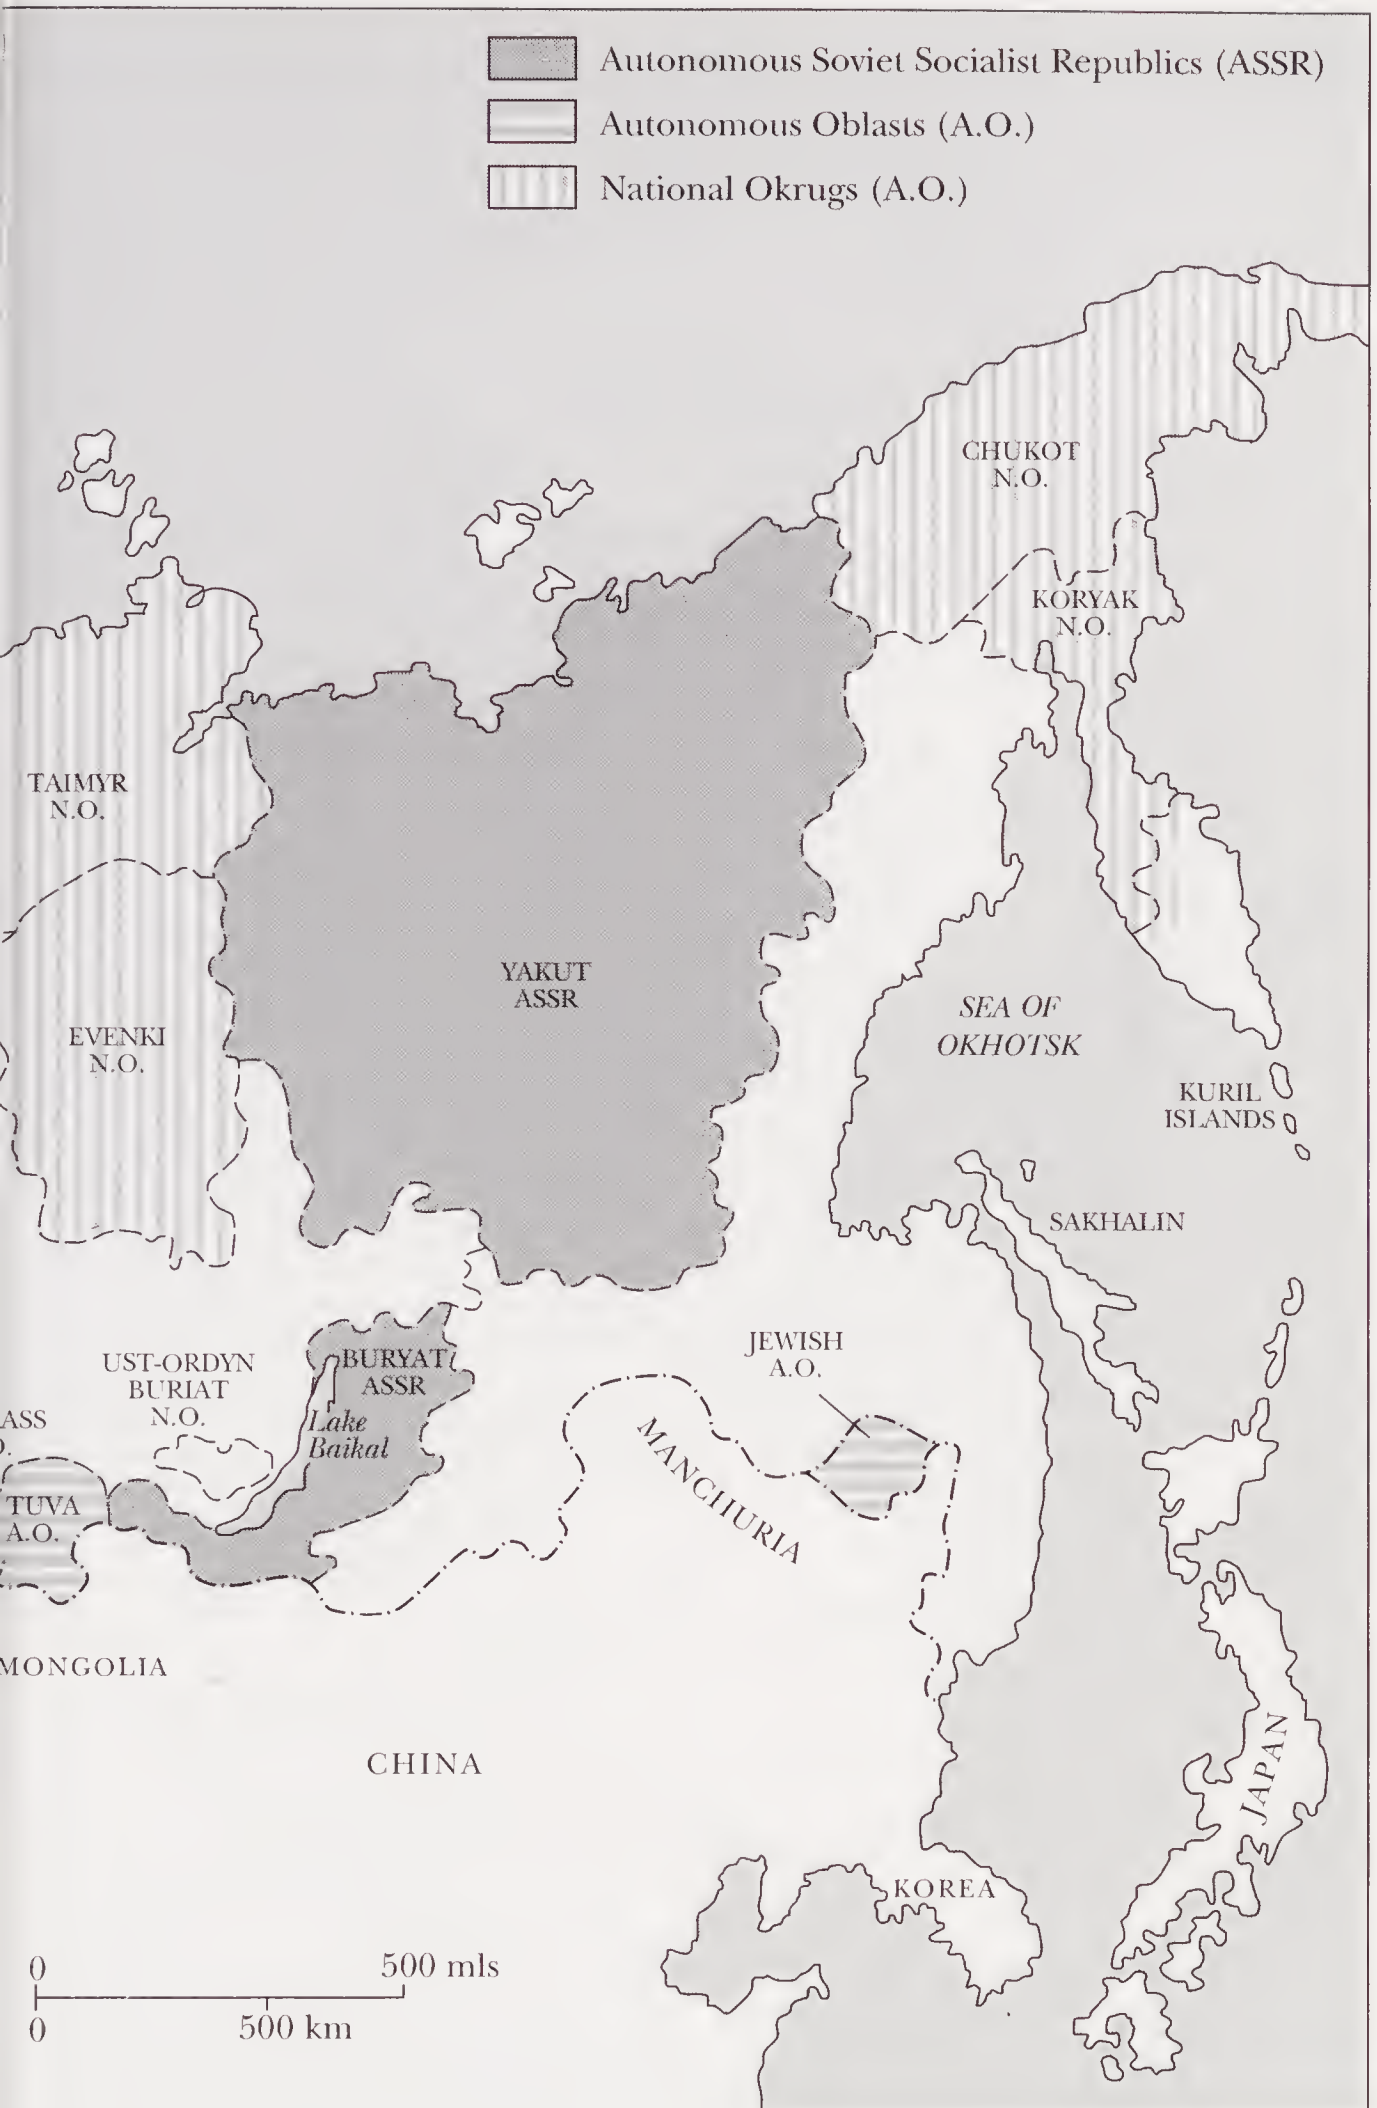 Autonomous Soviet Socialist Republics (ASSR)
Autonomous Oblasts (A.O.)
National Okrugs (A.O.)
CHUKOT
N.O.
KORYAK
N.O.
TAIMYR
N.O.
YAKUT
ASSR
EVENKI
N.O.
SEA OF
OKHOTSK
KURIL
ISLANDS
SAKHALIN
JEWISH
A.O.
UST-ORDYN
BURIAT
N.O.
BURYAT
ASSR
Lake
Baikal
ASS
O.
TUVA
A.O.
MANCHURIA
MONGOLIA
CHINA
JAPAN
KOREA
0
500 mls
0
500 km